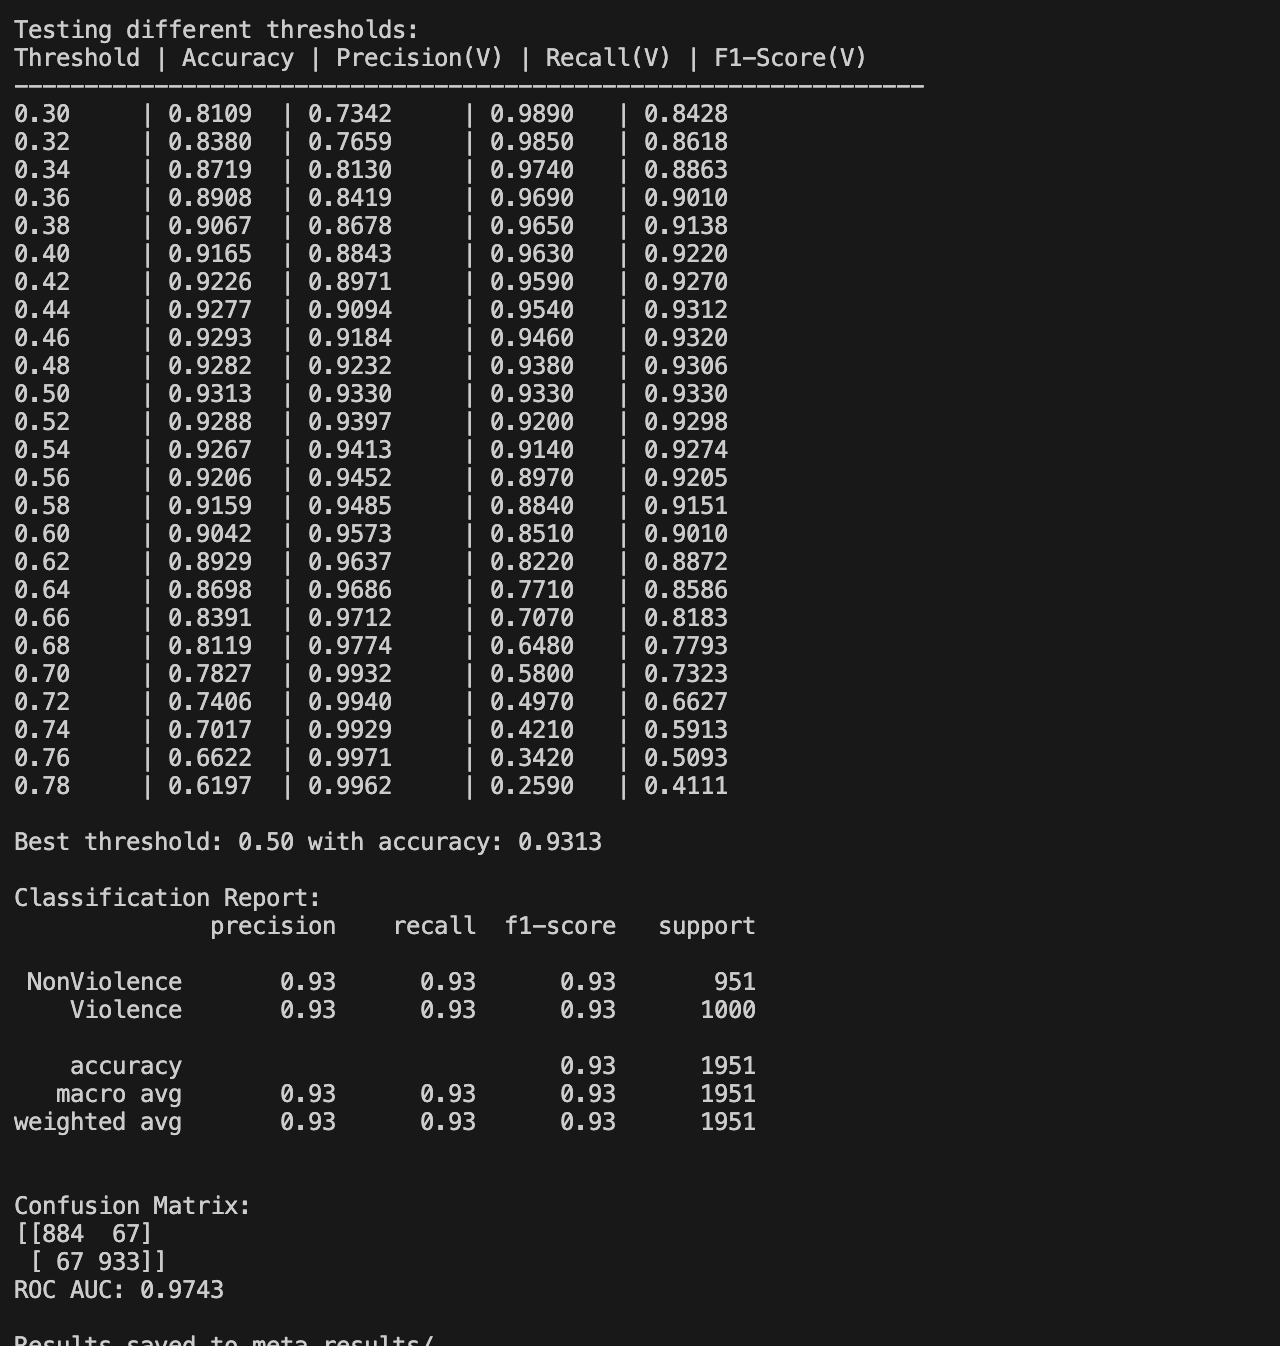 Testing different thresholds:
Threshold | Accuracy | Precision(V) | Recall(V) | F1-Score(V)
-----------------------------------------------------------------
0.30     | 0.8109  | 0.7342     | 0.9890   | 0.8428
0.32     | 0.8380  | 0.7659     | 0.9850   | 0.8618
0.34     | 0.8719  | 0.8130     | 0.9740   | 0.8863
0.36     | 0.8908  | 0.8419     | 0.9690   | 0.9010
0.38     | 0.9067  | 0.8678     | 0.9650   | 0.9138
0.40     | 0.9165  | 0.8843     | 0.9630   | 0.9220
0.42     | 0.9226  | 0.8971     | 0.9590   | 0.9270
0.44     | 0.9277  | 0.9094     | 0.9540   | 0.9312
0.46     | 0.9293  | 0.9184     | 0.9460   | 0.9320
0.48     | 0.9282  | 0.9232     | 0.9380   | 0.9306
0.50     | 0.9313  | 0.9330     | 0.9330   | 0.9330
0.52     | 0.9288  | 0.9397     | 0.9200   | 0.9298
0.54     | 0.9267  | 0.9413     | 0.9140   | 0.9274
0.56     | 0.9206  | 0.9452     | 0.8970   | 0.9205
0.58     | 0.9159  | 0.9485     | 0.8840   | 0.9151
0.60     | 0.9042  | 0.9573     | 0.8510   | 0.9010
0.62     | 0.8929  | 0.9637     | 0.8220   | 0.8872
0.64     | 0.8698  | 0.9686     | 0.7710   | 0.8586
0.66     | 0.8391  | 0.9712     | 0.7070   | 0.8183
0.68     | 0.8119  | 0.9774     | 0.6480   | 0.7793
0.70     | 0.7827  | 0.9932     | 0.5800   | 0.7323
0.72     | 0.7406  | 0.9940     | 0.4970   | 0.6627
0.74     | 0.7017  | 0.9929     | 0.4210   | 0.5913
0.76     | 0.6622  | 0.9971     | 0.3420   | 0.5093
0.78     | 0.6197  | 0.9962     | 0.2590   | 0.4111
Best threshold: 0.50 with accuracy: 0.9313
Classification Report:
              precision    recall  f1-score   support
 NonViolence       0.93      0.93      0.93       951
    Violence       0.93      0.93      0.93      1000
    accuracy                           0.93      1951
   macro avg       0.93      0.93      0.93      1951
weighted avg       0.93      0.93      0.93      1951
Confusion Matrix:
[[884  67]
 [ 67 933]]
ROC AUC: 0.9743
Results saved to meta_results/